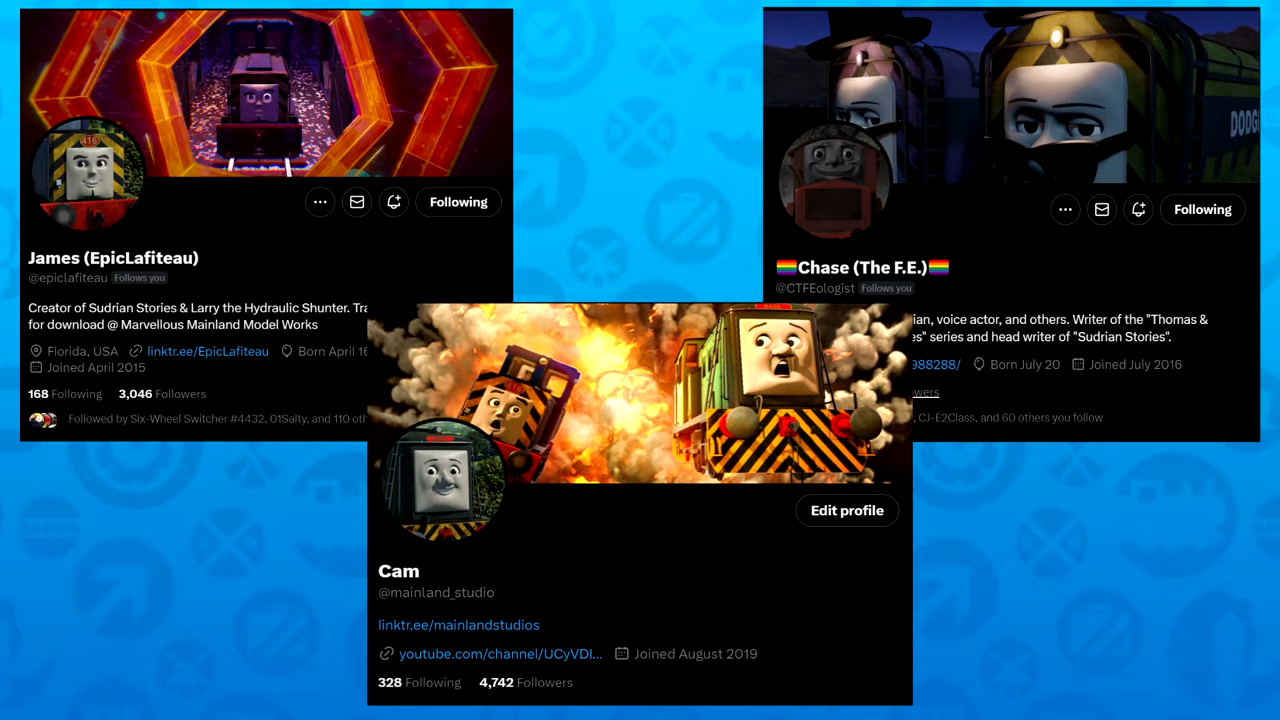 416
Following
James (EpicLafiteau)
@epiclafiteau Follows you
Creator of Sudrian Stories & Larry the Hydraulic Shunter. Tra
for download @ Marvellous Mainland Model Works
Florida, USA linktr.ee/EpicLafiteau Born April 16
Joined April 2015
168 Following 3,046 Followers
Followed by Six-Wheel Switcher #4432, 01Salty, and 110 oth
DODG
Following
Chase (The F.E.)
@CTFEologist Follows you
ian, voice actor, and others. Writer of the "Thomas &
es" series and head writer of "Sudrian Stories".
988288/ Born July 20 Joined July 2016
owers
, CJ-E2Class, and 60 others you follow
416
Edit profile
Cam
@mainland_studio
linktr.ee/mainlandstudios
youtube.com/channel/UCyVDI... Joined August 2019
328 Following 4,742 Followers